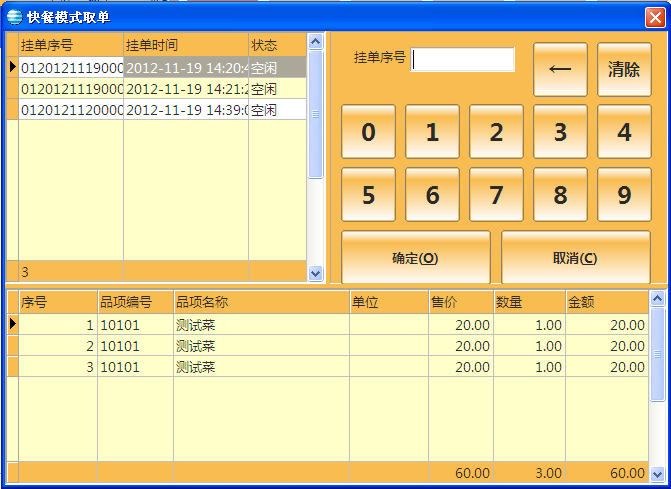 快餐模式取单
挂单序号 挂单时间 状态
0120121119000 2012-11-19 14:20:4 空闲
0120121119000 2012-11-19 14:21:2 空闲
0120121120000 2012-11-19 14:39:0 空闲
3
挂单序号 ← 清除
0 1 2 3 4
5 6 7 8 9
确定(O) 取消(C)
序号 品项编号 品项名称 单位 售价 数量 金额
1 10101 测试菜 20.00 1.00 20.00
2 10101 测试菜 20.00 1.00 20.00
3 10101 测试菜 20.00 1.00 20.00
60.00 3.00 60.00